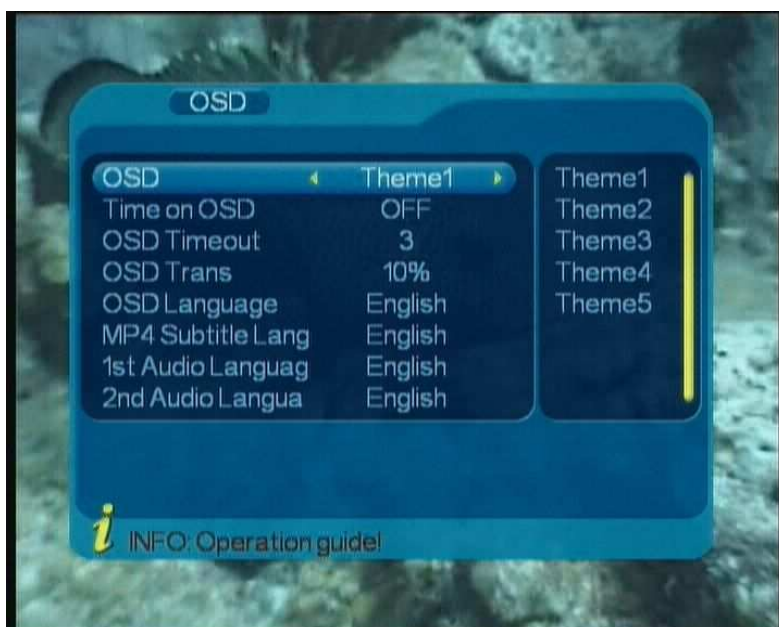 OSD
OSD Theme1
Time on OSD OFF
OSD Timeout 3
OSD Trans 10%
OSD Language English
MP4 Subtitle Lang English
1st Audio Languag English
2nd Audio Langua English
Theme1
Theme2
Theme3
Theme4
Theme5
i INFO: Operation guide!